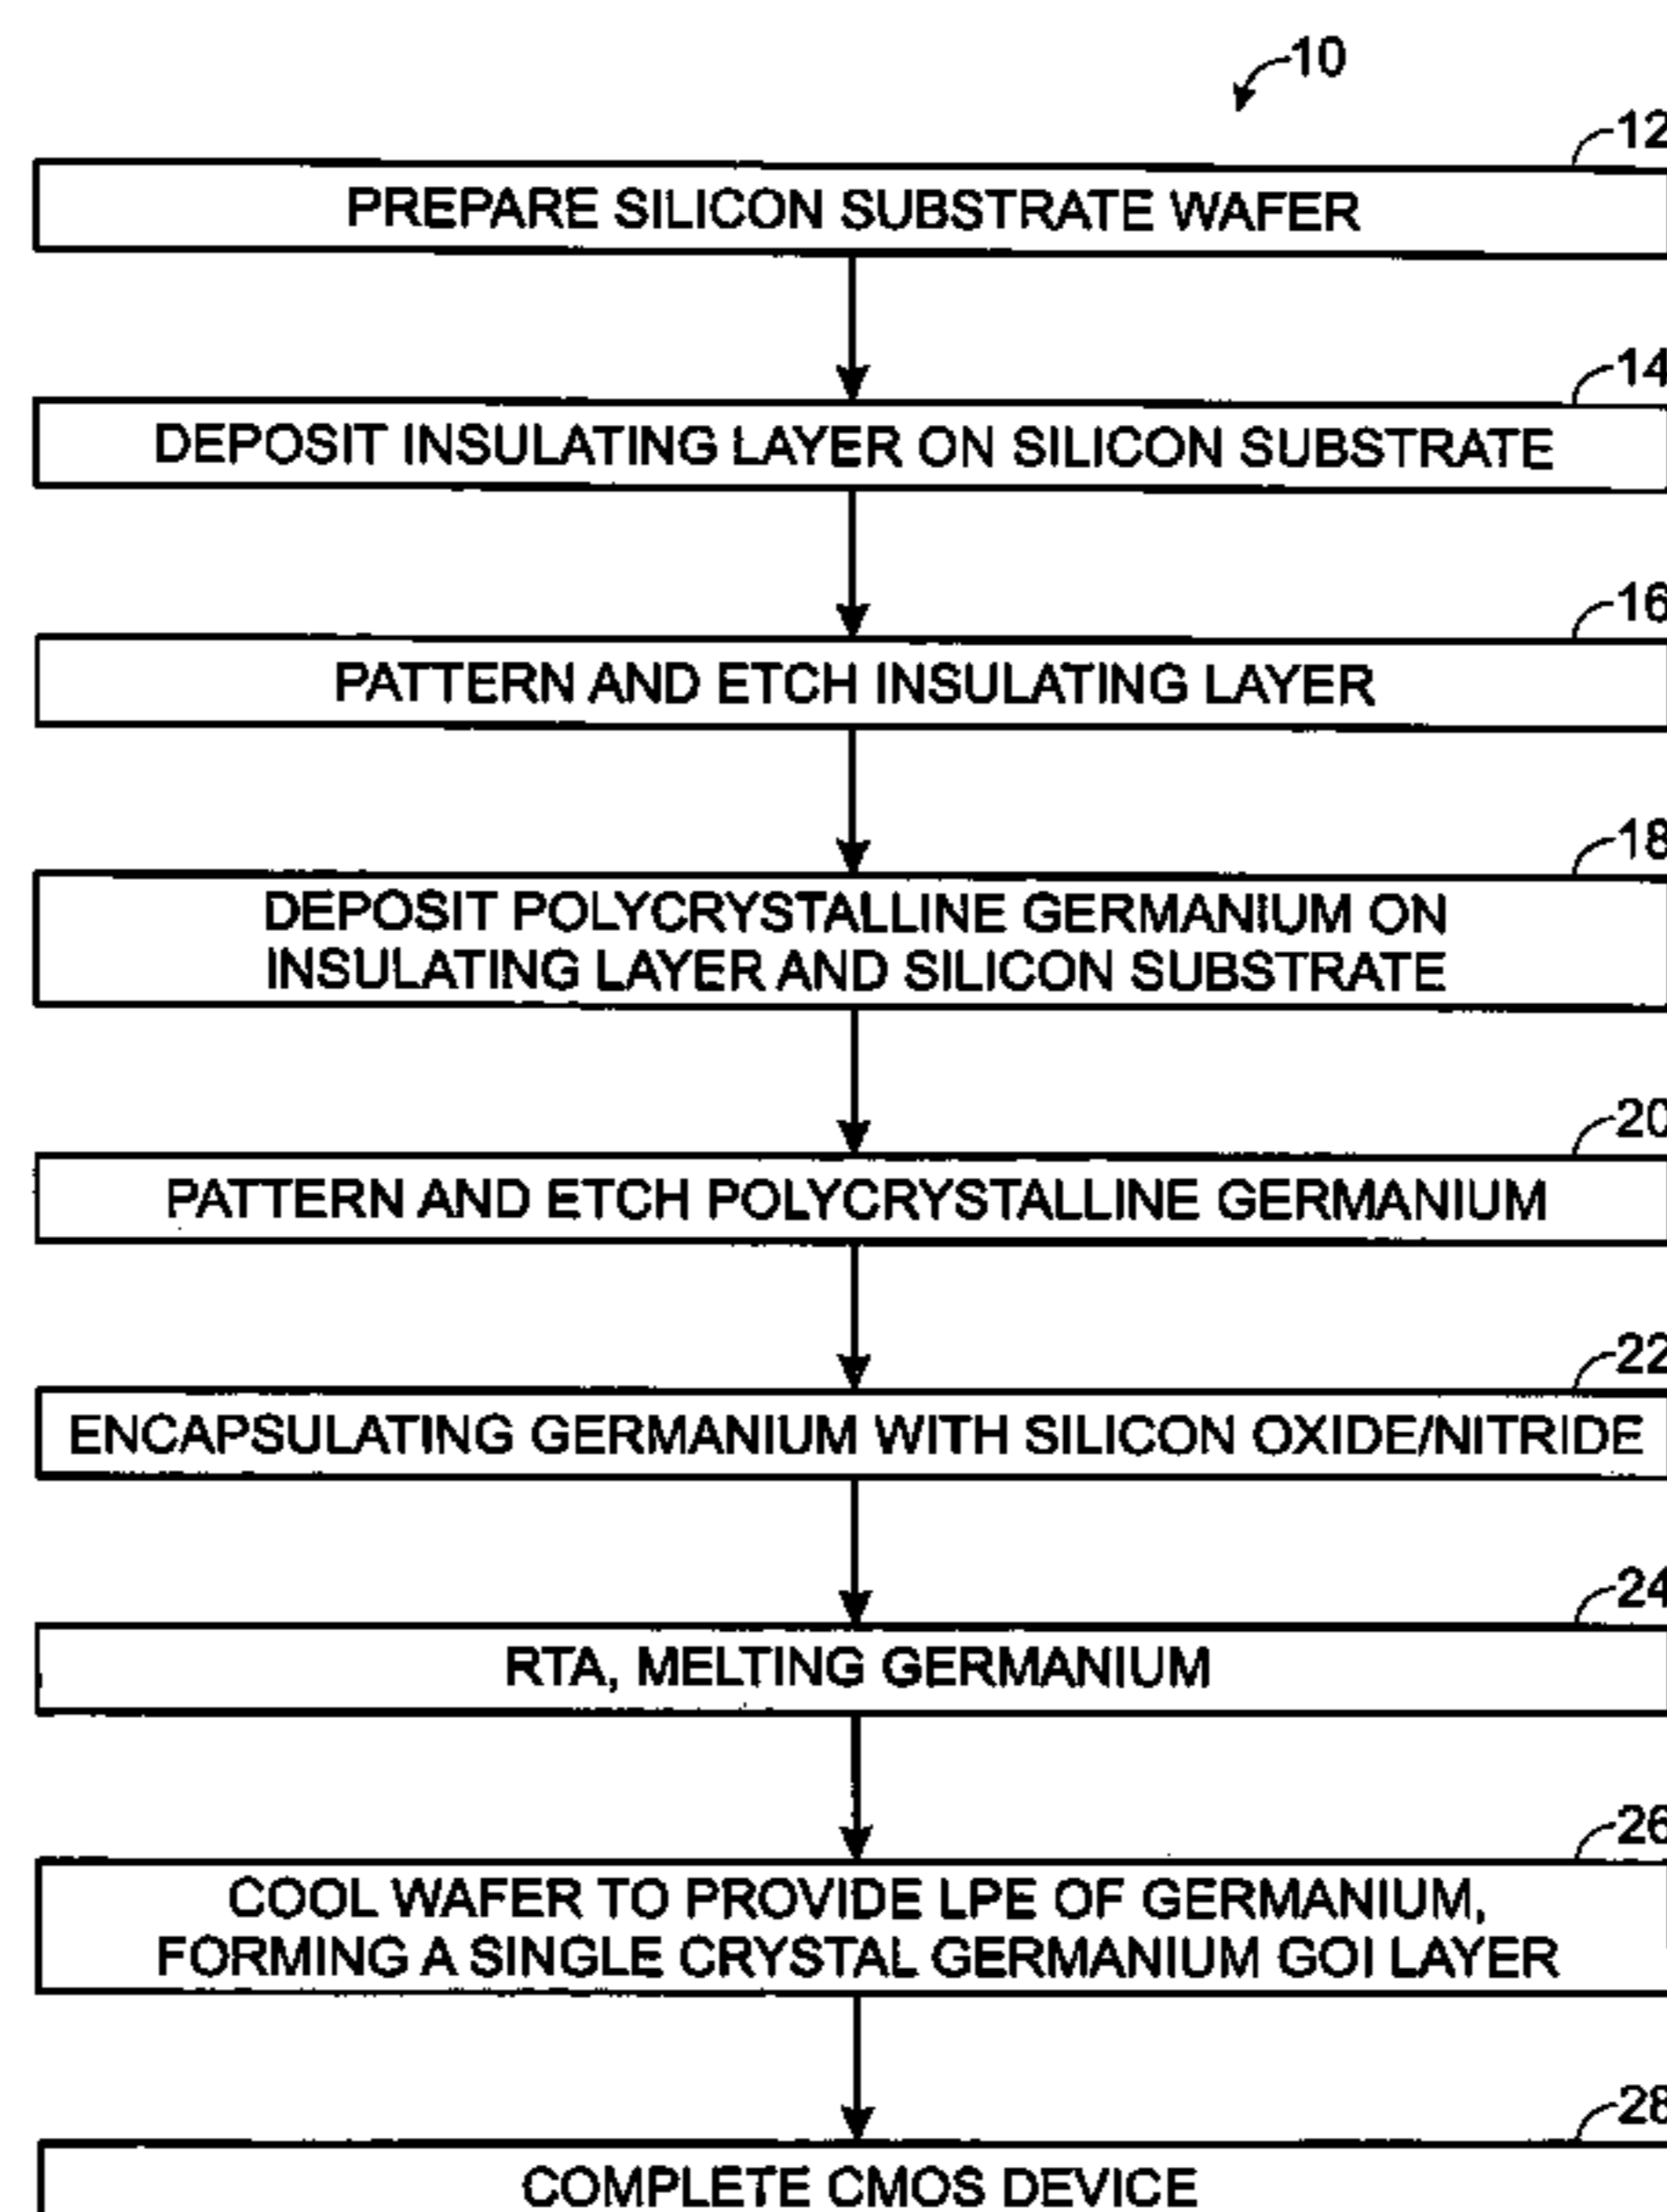 10
12
PREPARE SILICON SUBSTRATE WAFER
14
DEPOSIT INSULATING LAYER ON SILICON SUBSTRATE
16
PATTERN AND ETCH INSULATING LAYER
18
DEPOSIT POLYCRYSTALLINE GERMANIUM ON
INSULATING LAYER AND SILICON SUBSTRATE
20
PATTERN AND ETCH POLYCRYSTALLINE GERMANIUM
22
ENCAPSULATING GERMANIUM WITH SILICON OXIDE/NITRIDE
24
RTA, MELTING GERMANIUM
26
COOL WAFER TO PROVIDE LPE OF GERMANIUM,
FORMING A SINGLE CRYSTAL GERMANIUM GOI LAYER
28
COMPLETE CMOS DEVICE